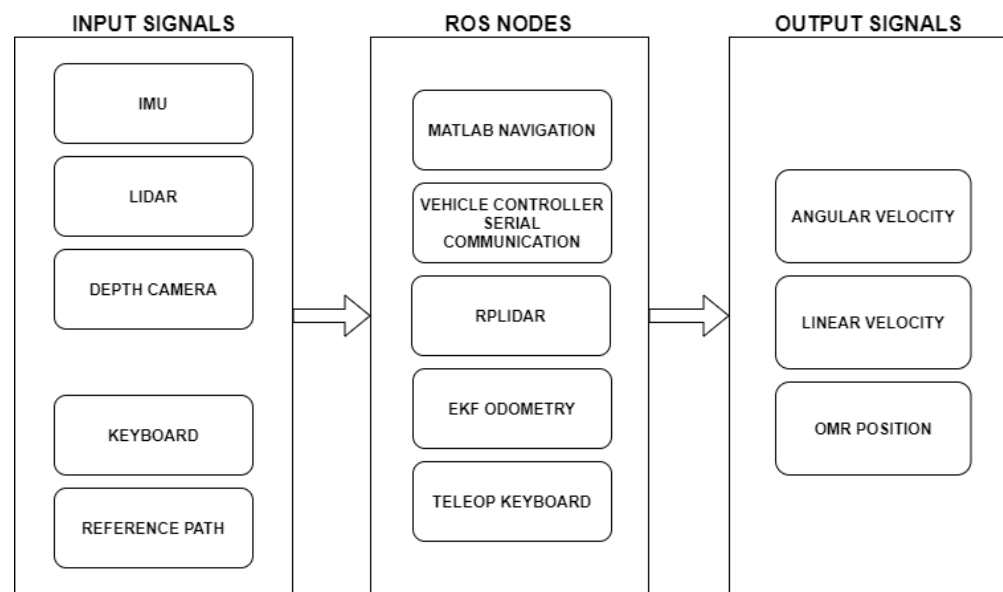 INPUT SIGNALS
IMU
LIDAR
DEPTH CAMERA
KEYBOARD
REFERENCE PATH
ROS NODES
MATLAB NAVIGATION
VEHICLE CONTROLLER
SERIAL
COMMUNICATION
RPLIDAR
EKF ODOMETRY
TELEOP KEYBOARD
OUTPUT SIGNALS
ANGULAR VELOCITY
LINEAR VELOCITY
OMR POSITION